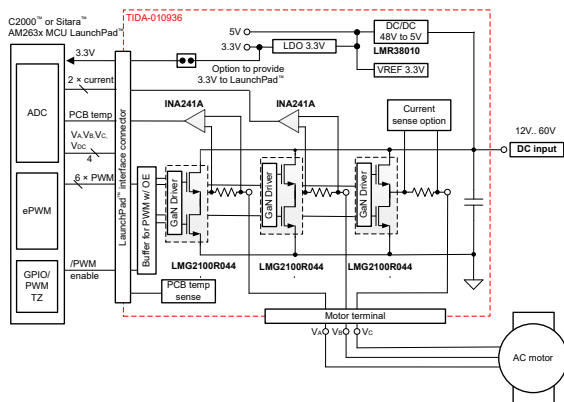 TIDA-010936
C2000™ or Sitara™
AM263x MCU LaunchPad™
5V
3.3V
DC/DC
48V to 5V
LMR38010
LDO 3.3V
VREF 3.3V
3.3V
Option to provide
3.3V to LaunchPad™
2 × current
ADC
INA241A
INA241A
Current
sense option
PCB temp
12V.. 60V
DC input
VA,VB,VC,
VDC
4
6 × PWM
LaunchPad™ interface connector
Buffer for PWM w/ OE
GaN Driver
GaN Driver
GaN Driver
ePWM
LMG2100R044
LMG2100R044
LMG2100R044
GPIO/
PWM
TZ
/PWM
enable
PCB temp
sense
Motor terminal
VA
VB
VC
AC motor